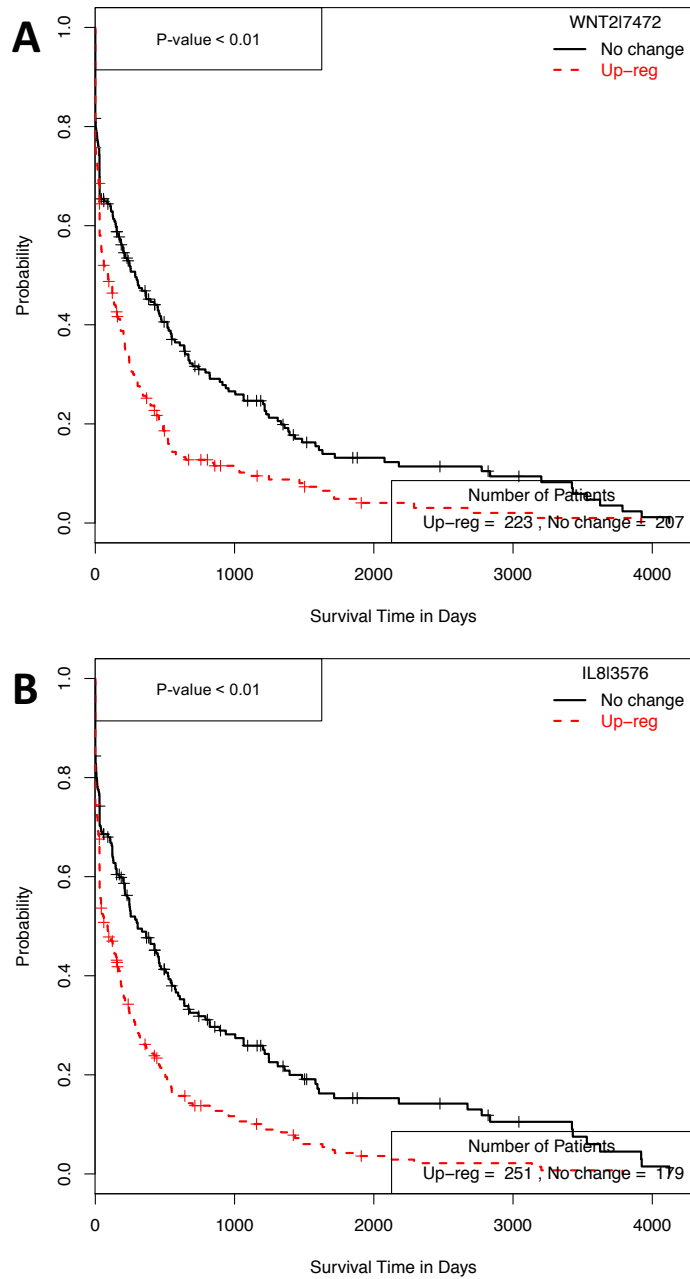 A
P-value < 0.01
WNT2|7472
No change
Up−reg
1.0
0.8
0.6
0.4
0.2
0.0
Probability
Number of Patients
Up-reg = 223 , No change = 207
0 1000 2000 3000 4000
Survival Time in Days
B
P-value < 0.01
IL8|3576
No change
Up−reg
1.0
0.8
0.6
0.4
0.2
0.0
Probability
Number of Patients
Up-reg = 251 , No change = 179
0 1000 2000 3000 4000
Survival Time in Days